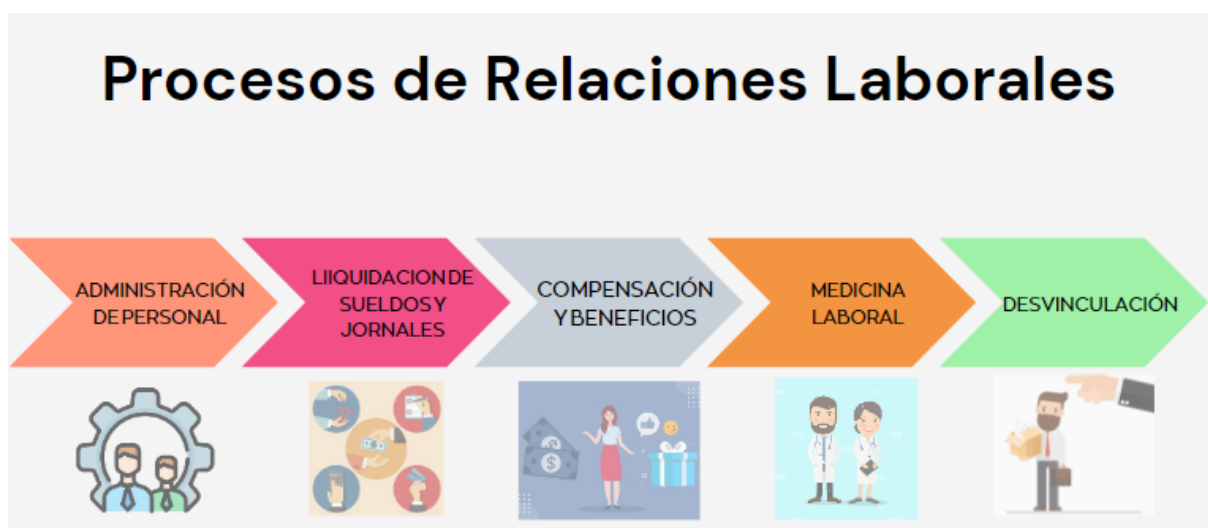 Procesos de Relaciones Laborales
ADMINISTRACIÓN
DE PERSONAL
LIIQUIDACION DE
SUELDOS Y
JORNALES
COMPENSACIÓN
Y BENEFICIOS
MEDICINA
LABORAL
DESVINCULACIÓN